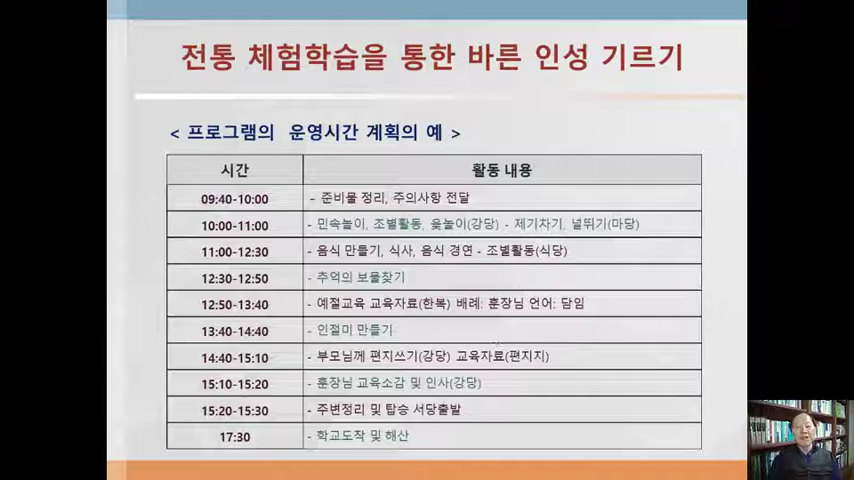 전통 체험학습을 통한 바른 인성 기르기
< 프로그램의 운영시간 계획의 예 >
시간 활동 내용
09:40-10:00 - 준비물 정리, 주의사항 전달
10:00-11:00 - 민속놀이, 조별활동, 윷놀이(강당) - 제기차기, 널뛰기(마당)
11:00-12:30 - 음식 만들기, 식사, 음식 경연 - 조별활동(식당)
12:30-12:50 - 추억의 보물찾기
12:50-13:40 - 예절교육 교육자료(한복) 배례: 훈장님 언어: 담임
13:40-14:40 - 인절미 만들기
14:40-15:10 - 부모님께 편지쓰기(강당) 교육자료(편지지)
15:10-15:20 - 훈장님 교육소감 및 인사(강당)
15:20-15:30 - 주변정리 및 탑승 서당출발
17:30 - 학교도착 및 해산